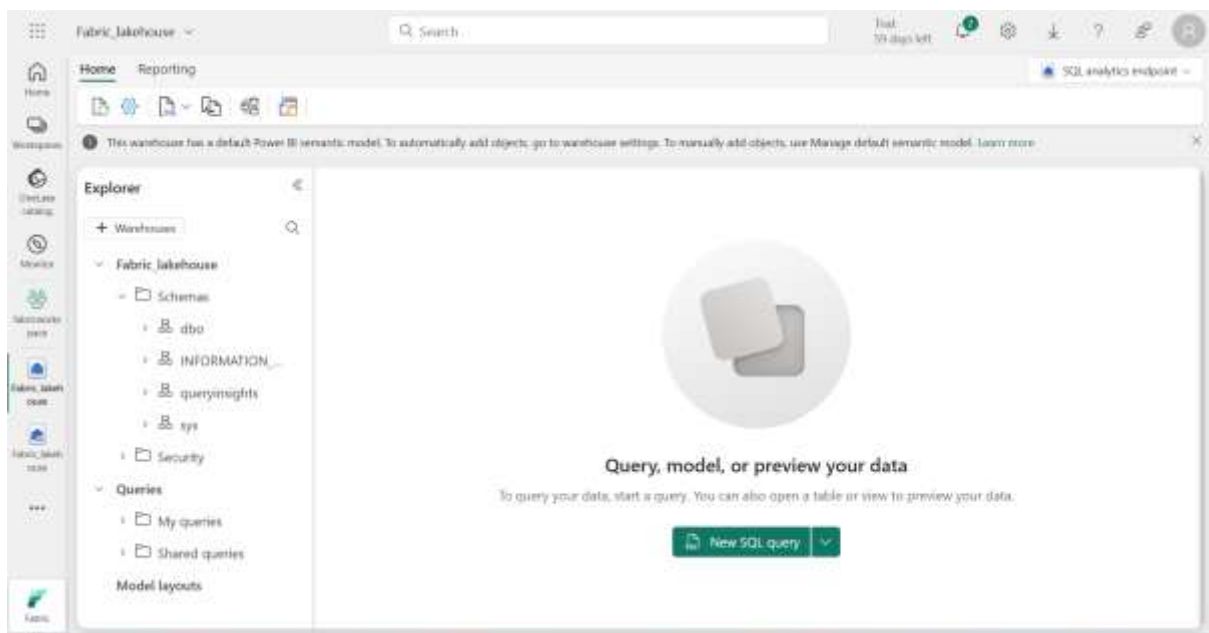 Fabric_lakehouse
Search
Trial:
59 days left
Home
Reporting
SQL analytics endpoint
This warehouse has a default Power BI semantic model. To automatically add objects, go to warehouse settings. To manually add objects, use Manage default semantic model. Learn more
Home
Workspaces
OneLake
catalog
Monitor
Fabric_lakeh
ouse
Fabric_lakeh
ouse
Fabric
Explorer
+ Warehouses
Fabric_lakehouse
Schemas
dbo
INFORMATION_...
queryinsights
sys
Security
Queries
My queries
Shared queries
Model layouts
Query, model, or preview your data
To query your data, start a query. You can also open a table or view to preview your data.
New SQL query